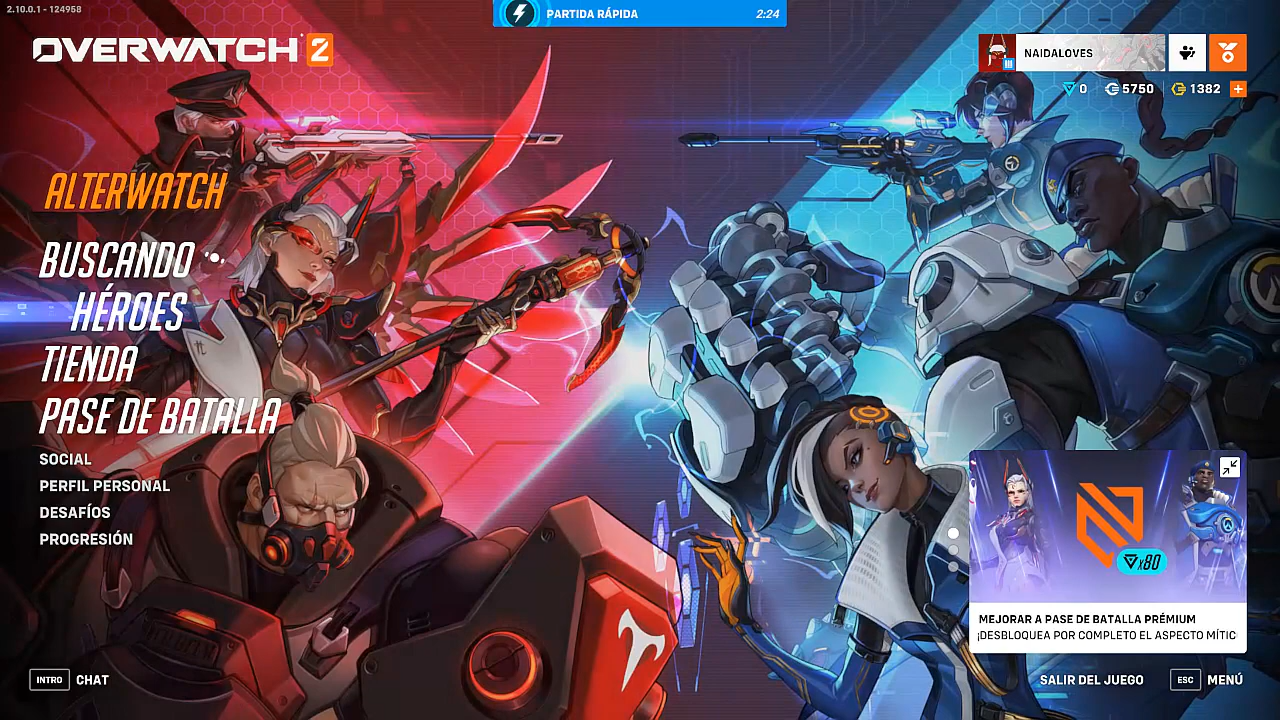 2.10.0.1 - 124958
PARTIDA RÁPIDA 2:24
OVERWATCH 2
NAIDALOVES
0 5750 1382 +
ALTERWATCH
BUSCANDO
HÉROES
TIENDA
PASE DE BATALLA
SOCIAL
PERFIL PERSONAL
DESAFÍOS
PROGRESIÓN
x80
MEJORAR A PASE DE BATALLA PRÉMIUM
¡DESBLOQUEA POR COMPLETO EL ASPECTO MÍTIC
INTRO CHAT
SALIR DEL JUEGO
ESC MENÚ